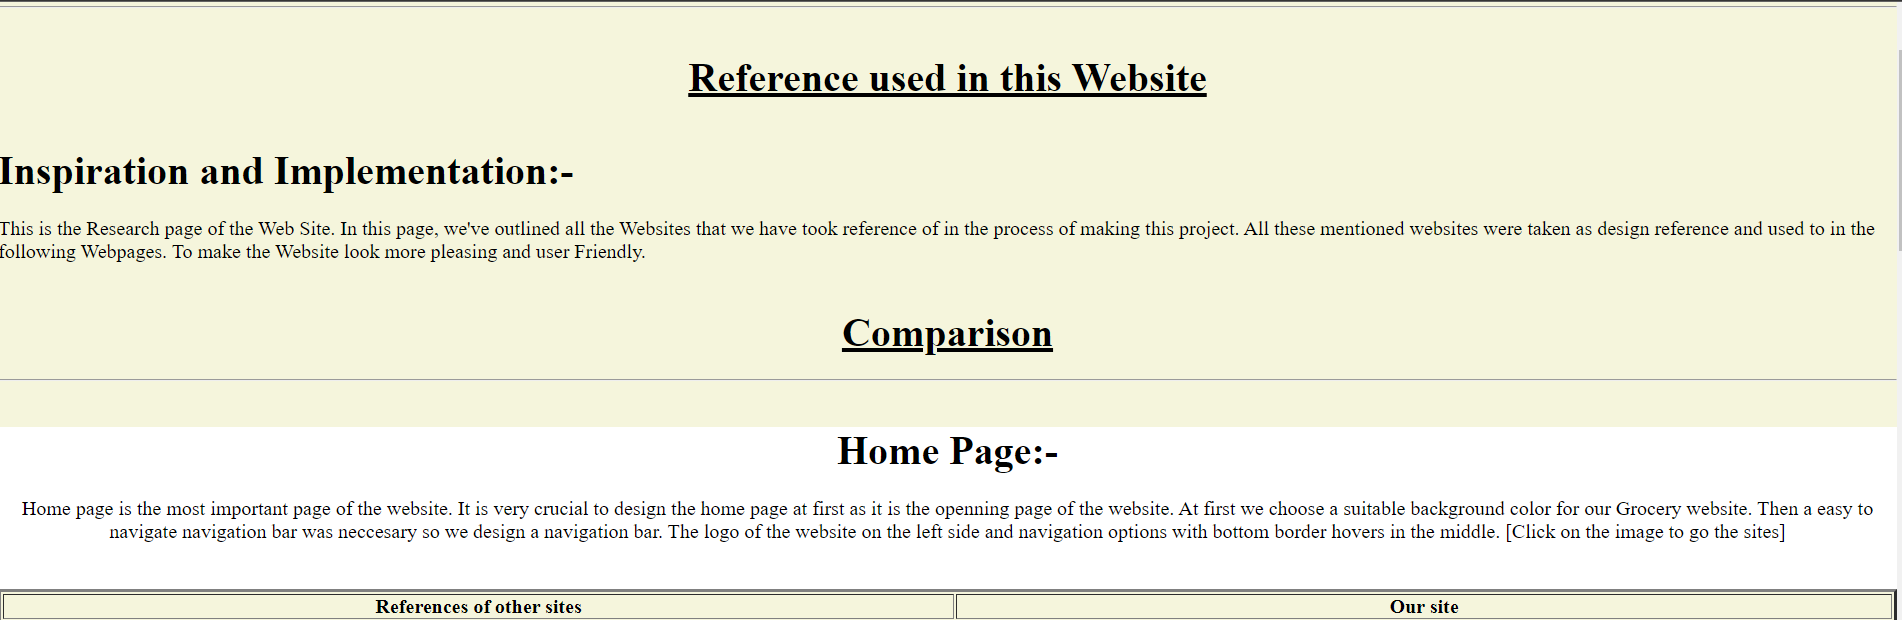 Reference used in this Website
Inspiration and Implementation:-
This is the Research page of the Web Site. In this page, we've outlined all the Websites that we have took reference of in the process of making this project. All these mentioned websites were taken as design reference and used to in the
following Webpages. To make the Website look more pleasing and user Friendly.
Comparison
Home Page:-
Home page is the most important page of the website. It is very crucial to design the home page at first as it is the openning page of the website. At first we choose a suitable background color for our Grocery website. Then a easy to
navigate navigation bar was neccesary so we design a navigation bar. The logo of the website on the left side and navigation options with bottom border hovers in the middle. [Click on the image to go the sites]
References of other sites
Our site